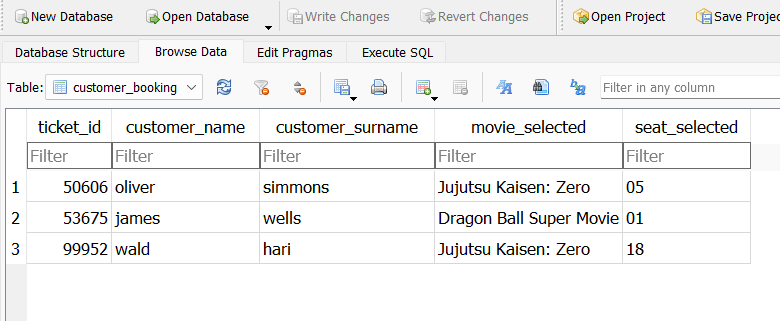 New Database Open Database Write Changes Revert Changes Open Project Save Projec
Database Structure Browse Data Edit Pragmas Execute SQL
Table: customer_booking Filter in any column
ticket_id customer_name customer_surname movie_selected seat_selected
Filter Filter Filter Filter Filter
1 50606 oliver simmons Jujutsu Kaisen: Zero 05
2 53675 james wells Dragon Ball Super Movie 01
3 99952 wald hari Jujutsu Kaisen: Zero 18